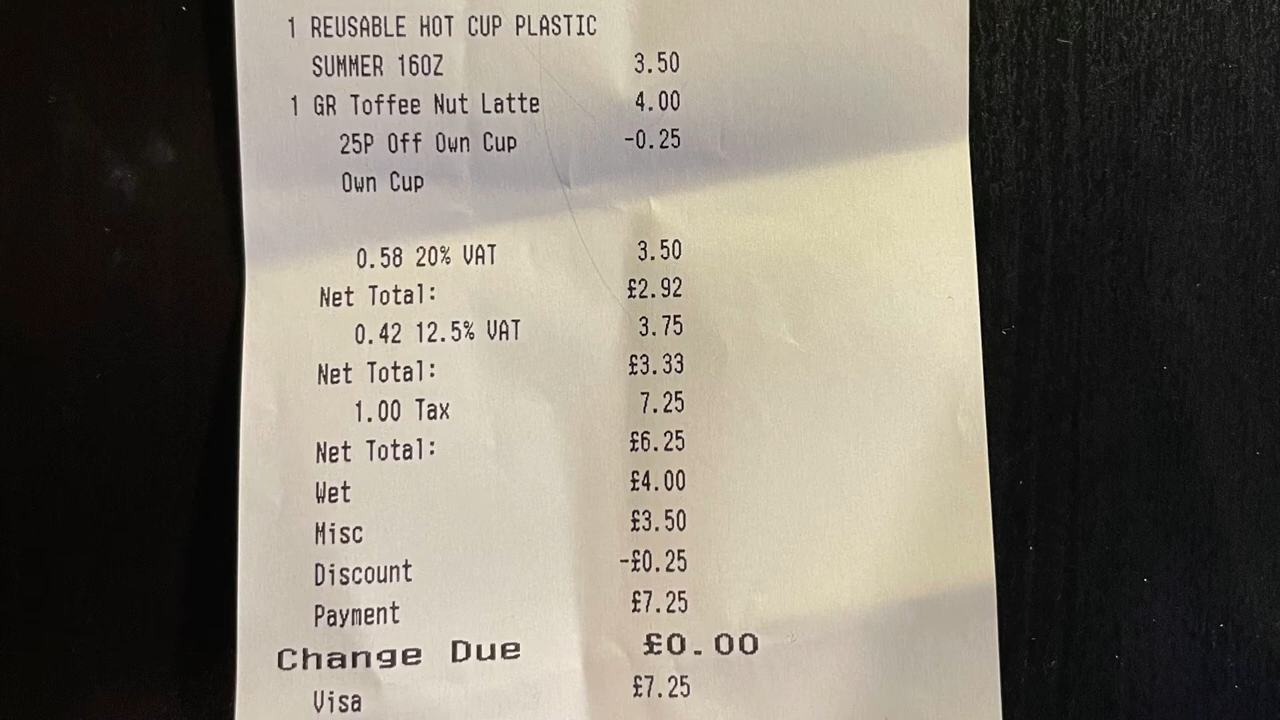 1 REUSABLE HOT CUP PLASTIC
SUMMER 16OZ 3.50
1 GR Toffee Nut Latte 4.00
25P Off Own Cup -0.25
Own Cup
0.58 20% VAT 3.50
Net Total: £2.92
0.42 12.5% VAT 3.75
Net Total: £3.33
1.00 Tax 7.25
Net Total: £6.25
Wet £4.00
Misc £3.50
Discount -£0.25
Payment £7.25
Change Due £0.00
Visa £7.25